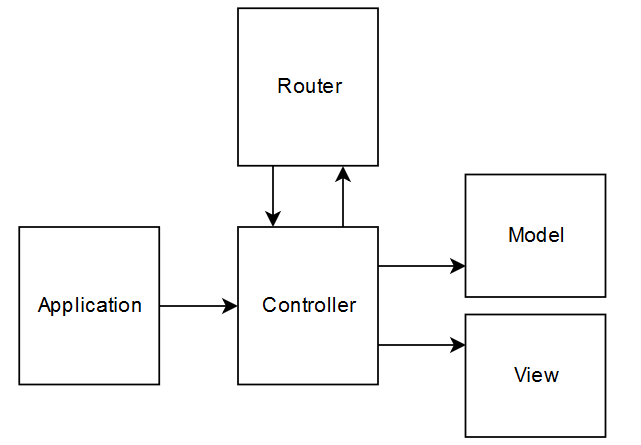 Router
Model
Application
Controller
View